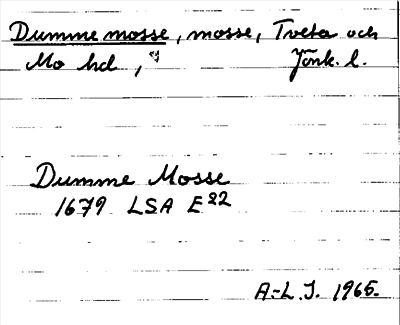 Dumme mosse, mosse, Tveta och
Mo hd, Jönk. l.
Dumme Mosse
1679 LSA E22
A.-L. J. 1965.